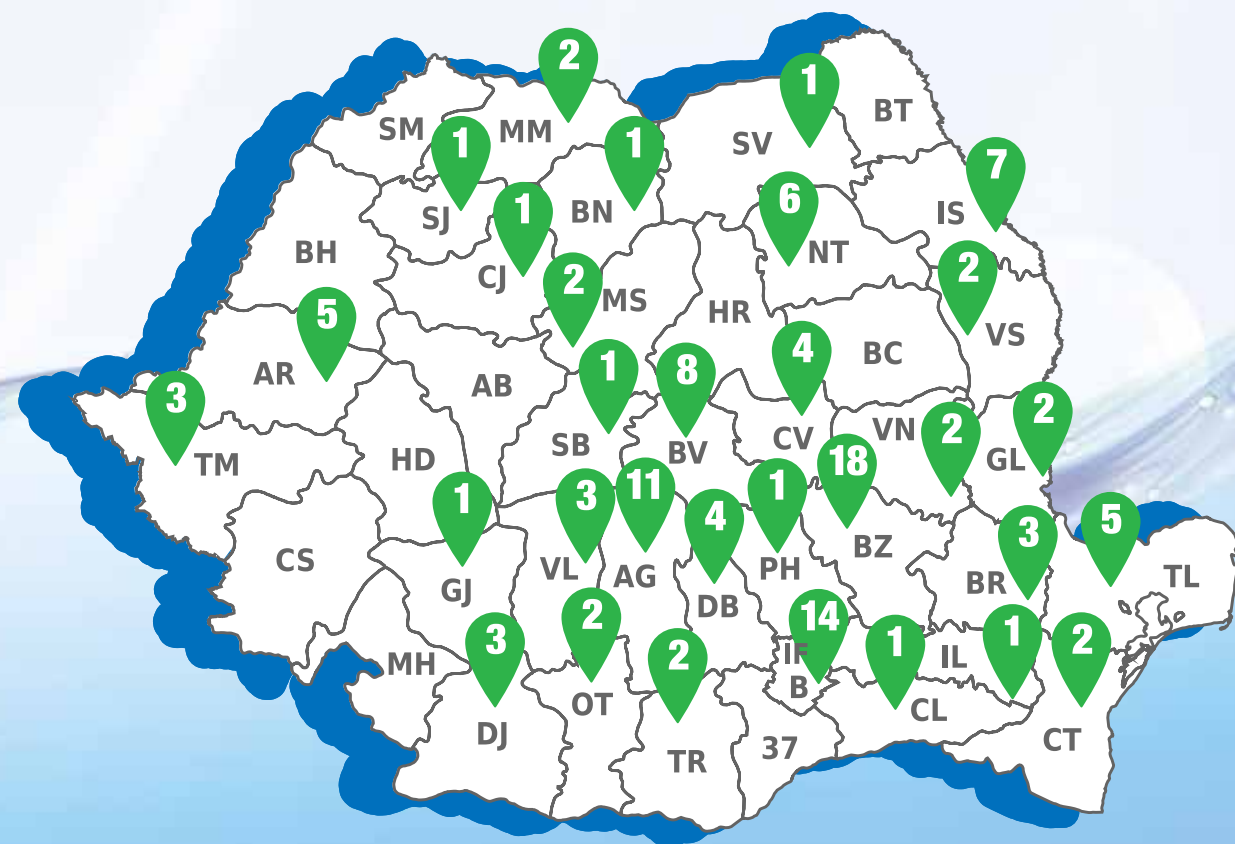 2
1
BT
SM
MM
SV
1
1
7
6
SJ
1
BN
IS
BH
CJ
2
MS
NT
2
HR
VS
5
4
BC
AR
AB
1
8
3
SB
BV
CV
VN
2
GL
2
TM
HD
18
1
3
11
4
1
5
CS
GJ
VL
AG
DB
PH
BZ
BR
3
TL
MH
3
2
2
IF
14
B
1
IL
1
2
DJ
OT
TR
37
CL
CT